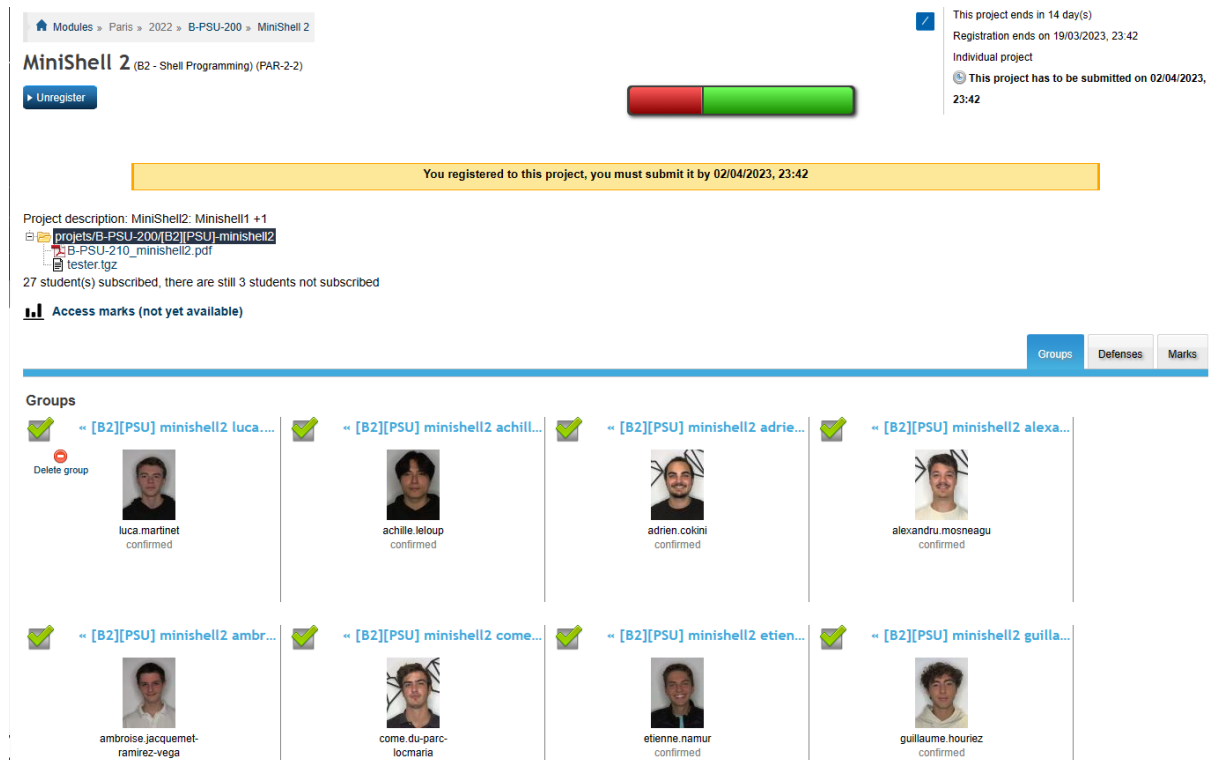 Modules » Paris » 2022 » B-PSU-200 » MiniShell 2
This project ends in 14 day(s)
Registration ends on 19/03/2023, 23:42
Individual project
This project has to be submitted on 02/04/2023,
23:42
MiniShell 2 (B2 - Shell Programming) (PAR-2-2)
Unregister
You registered to this project, you must submit it by 02/04/2023, 23:42
Project description: MiniShell2: Minishell1 +1
projets/B-PSU-200/[B2][PSU]-minishell2
B-PSU-210_minishell2.pdf
tester.tgz
27 student(s) subscribed, there are still 3 students not subscribed
Access marks (not yet available)
Groups Defenses Marks
Groups
« [B2][PSU] minishell2 luca.... « [B2][PSU] minishell2 achill... « [B2][PSU] minishell2 adrie... « [B2][PSU] minishell2 alexa...
Delete group
luca.martinet achille.leloup adrien.cokini alexandru.mosneagu
confirmed confirmed confirmed confirmed
« [B2][PSU] minishell2 ambr... « [B2][PSU] minishell2 come... « [B2][PSU] minishell2 etien... « [B2][PSU] minishell2 guilla...
ambroise.jacquemet- come.du-parc- etienne.namur guillaume.houriez
ramirez-vega locmaria confirmed confirmed